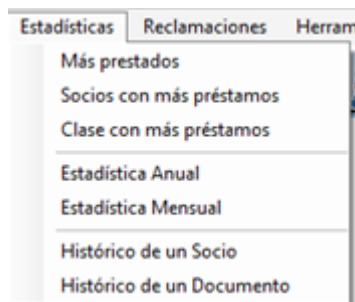 Estadísticas Reclamaciones Herram
Más prestados
Socios con más préstamos
Clase con más préstamos
Estadística Anual
Estadística Mensual
Histórico de un Socio
Histórico de un Documento